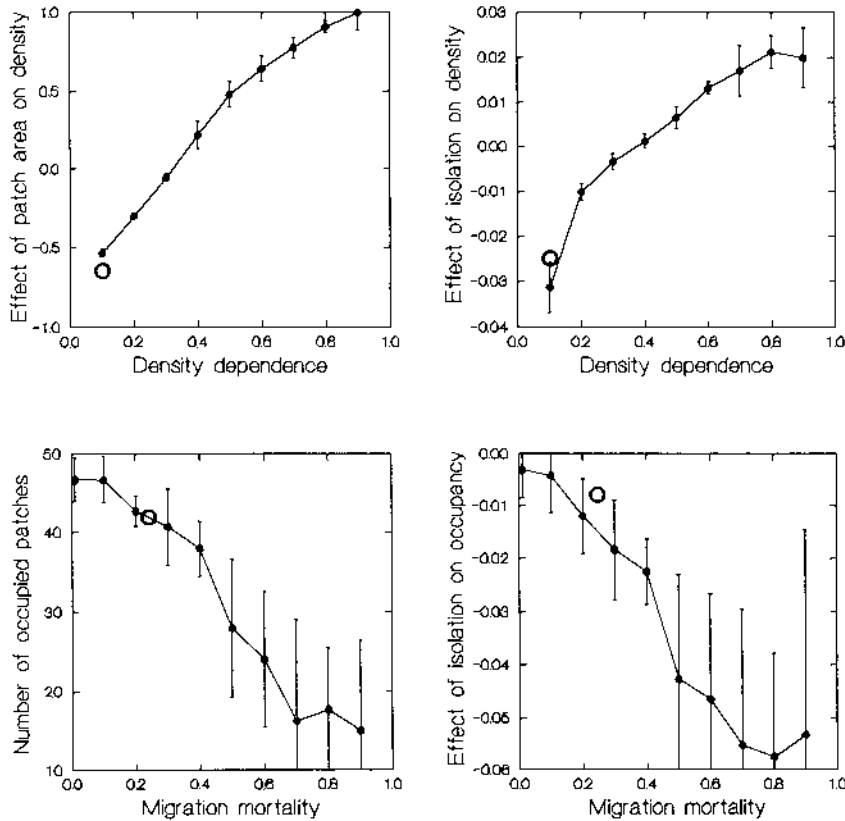 Effect of patch area on density
1.0
0.5
0.0
-0.5
-1.0
0.0 0.2 0.4 0.6 0.8 1.0
Density dependence
Effect of isolation on density
0.03
0.02
0.01
0.00
-0.01
-0.02
-0.03
-0.04
0.0 0.2 0.4 0.6 0.8 1.0
Density dependence
Number of occupied patches
50
40
30
20
10
0.0 0.2 0.4 0.6 0.8 1.0
Migration mortality
Effect of isolation on occupancy
0.00
-0.01
-0.02
-0.03
-0.04
-0.05
-0.06
0.0 0.2 0.4 0.6 0.8 1.0
Migration mortality